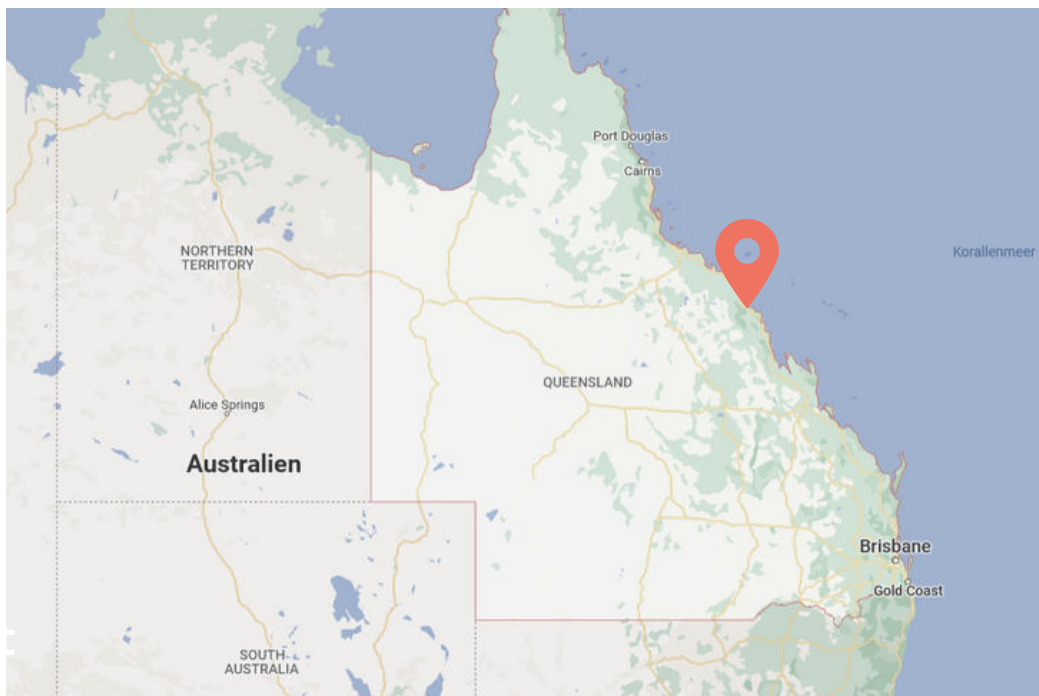 Port Douglas
Cairns
NORTHERN
TERRITORY
Korallenmeer
QUEENSLAND
Alice Springs
Australien
Brisbane
Gold Coast
t
SOUTH
AUSTRALIA